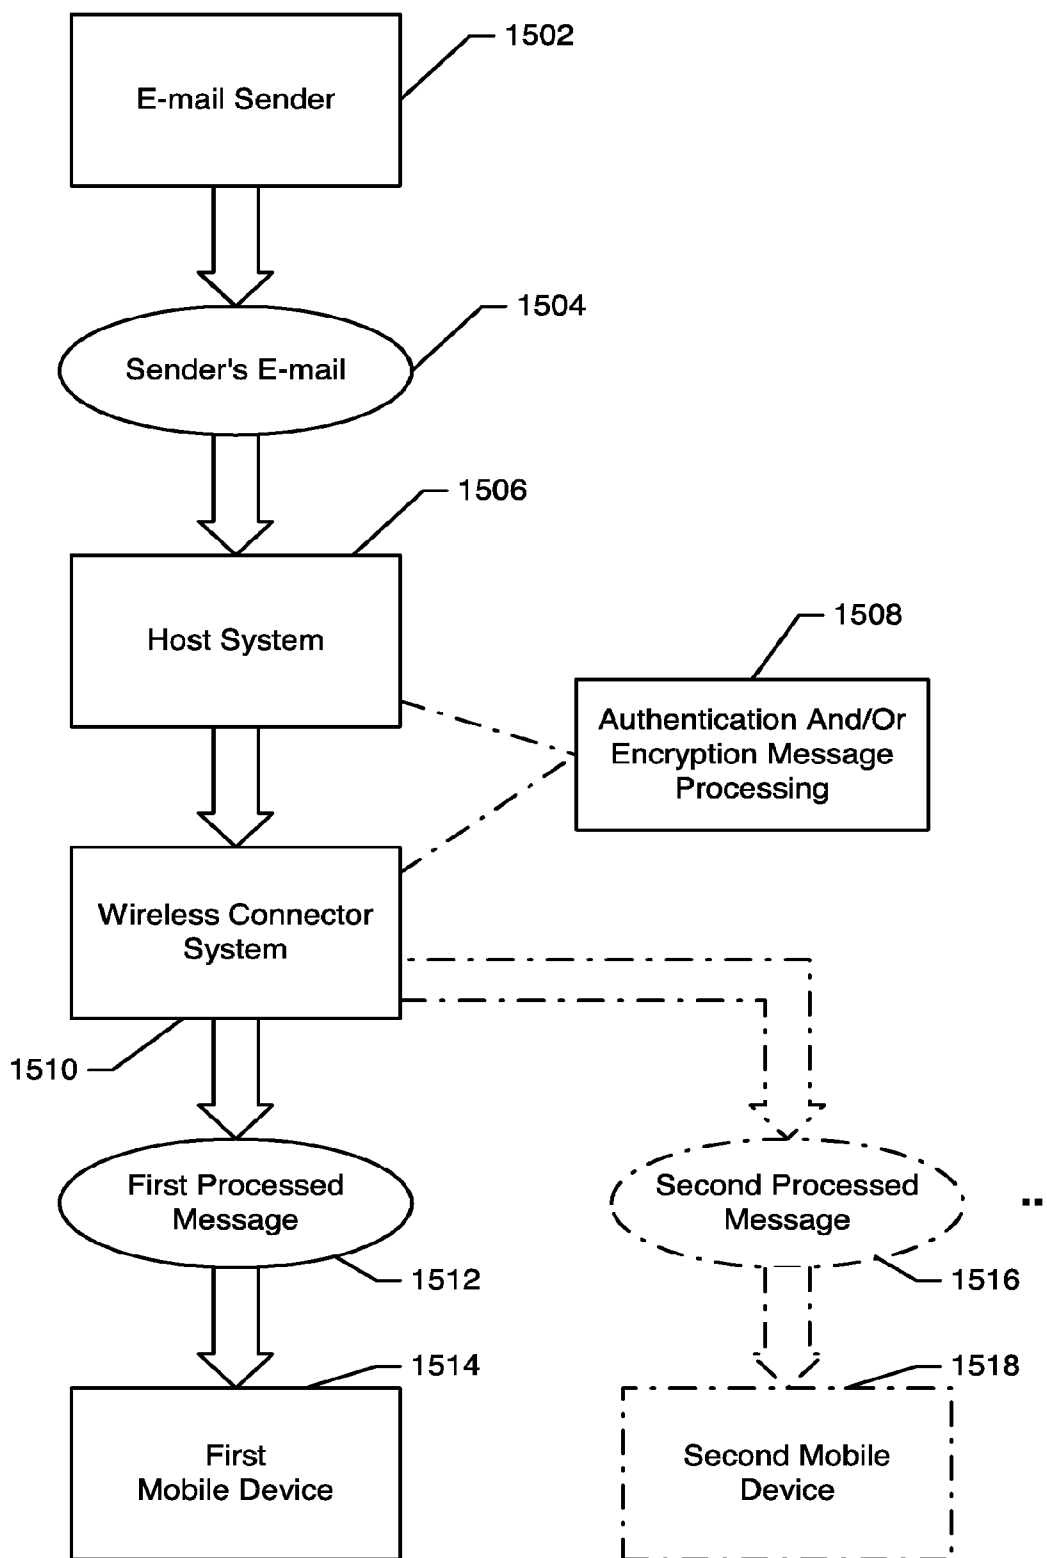 1502
E-mail Sender
1504
Sender's E-mail
1506
Host System
1508
Authentication And/Or
Encryption Message
Processing
Wireless Connector
System
1510
First Processed
Message
Second Processed
Message
..
1512
1516
1514
1518
First
Mobile Device
Second Mobile
Device